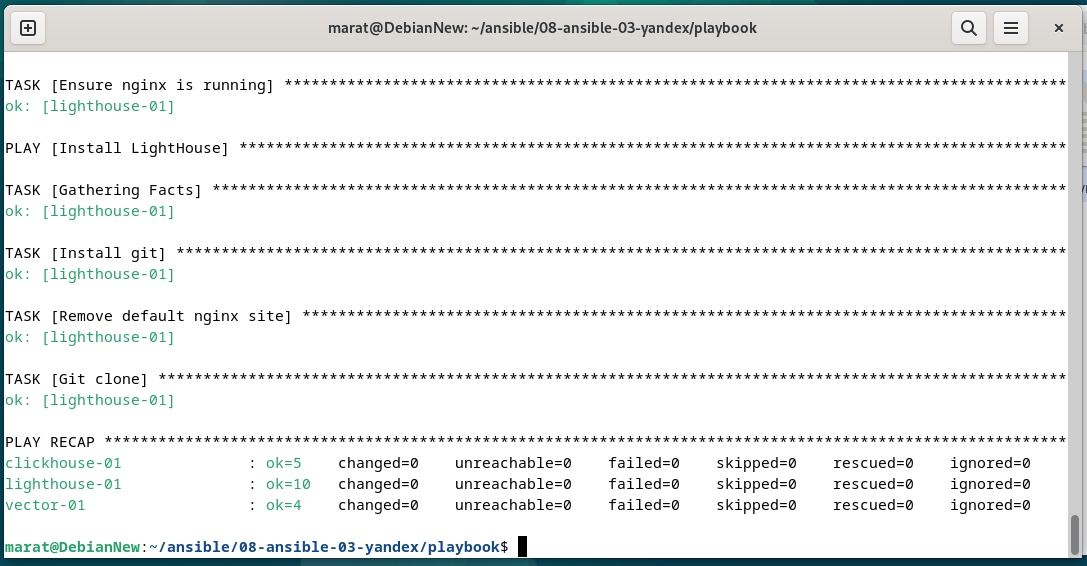 marat@DebianNew: ~/ansible/08-ansible-03-yandex/playbook
TASK [Ensure nginx is running] ***************************************************************************************
ok: [lighthouse-01]
PLAY [Install LightHouse] ********************************************************************************************
TASK [Gathering Facts] ***********************************************************************************************
ok: [lighthouse-01]
TASK [Install git] ***************************************************************************************************
ok: [lighthouse-01]
TASK [Remove default nginx site] *************************************************************************************
ok: [lighthouse-01]
TASK [Git clone] *****************************************************************************************************
ok: [lighthouse-01]
PLAY RECAP ***********************************************************************************************************
clickhouse-01              : ok=5    changed=0    unreachable=0    failed=0    skipped=0    rescued=0    ignored=0
lighthouse-01              : ok=10   changed=0    unreachable=0    failed=0    skipped=0    rescued=0    ignored=0
vector-01                  : ok=4    changed=0    unreachable=0    failed=0    skipped=0    rescued=0    ignored=0
marat@DebianNew:~/ansible/08-ansible-03-yandex/playbook$